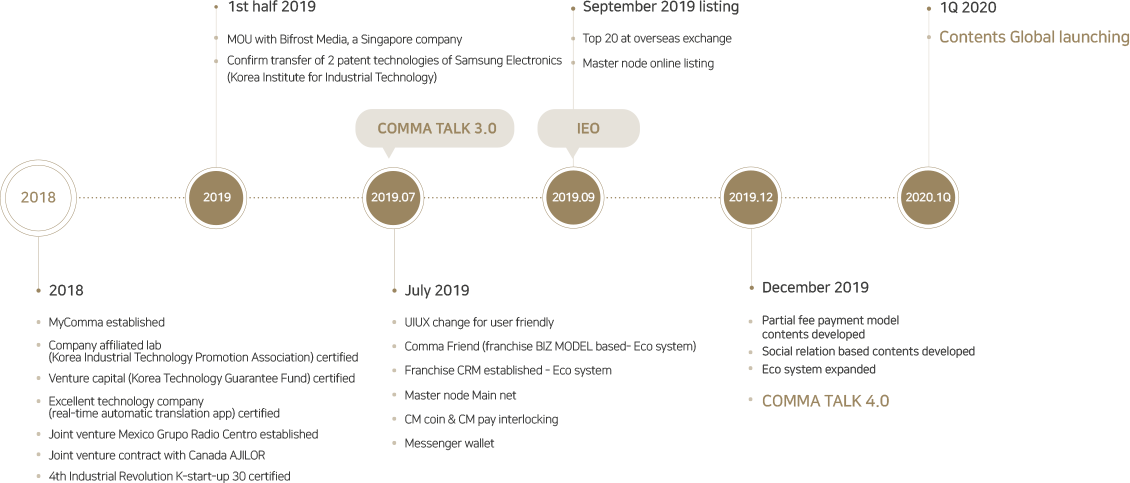 1st half 2019
MOU with Bifrost Media, a Singapore company
Confirm transfer of 2 patent technologies of Samsung Electronics
(Korea Institute for Industrial Technology)
September 2019 listing
Top 20 at overseas exchange
Master node online listing
1Q 2020
Contents Global launching
COMMA TALK 3.0
IEO
2018
2019
2019.07
2019.09
2019.12
2020.1Q
2018
MyComma established
Company affiliated lab
(Korea Industrial Technology Promotion Association) certified
Venture capital (Korea Technology Guarantee Fund) certified
Excellent technology company
(real-time automatic translation app) certified
Joint venture Mexico Grupo Radio Centro established
Joint venture contract with Canada AJILOR
4th Industrial Revolution K-start-up 30 certified
July 2019
UIUX change for user friendly
Comma Friend (franchise BIZ MODEL based- Eco system)
Franchise CRM established - Eco system
Master node Main net
CM coin & CM pay interlocking
Messenger wallet
December 2019
Partial fee payment model
contents developed
Social relation based contents developed
Eco system expanded
COMMA TALK 4.0